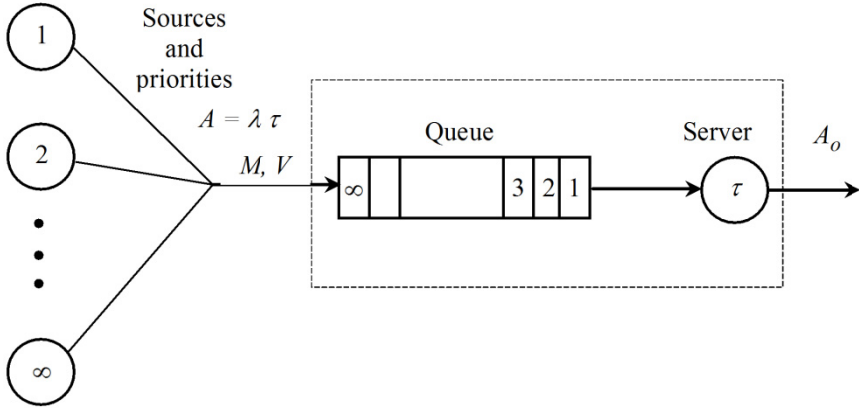 1
Sources
and
priorities
A = λ τ
M, V
2
∞
Queue
∞ 3 2 1
Server
τ
A_o